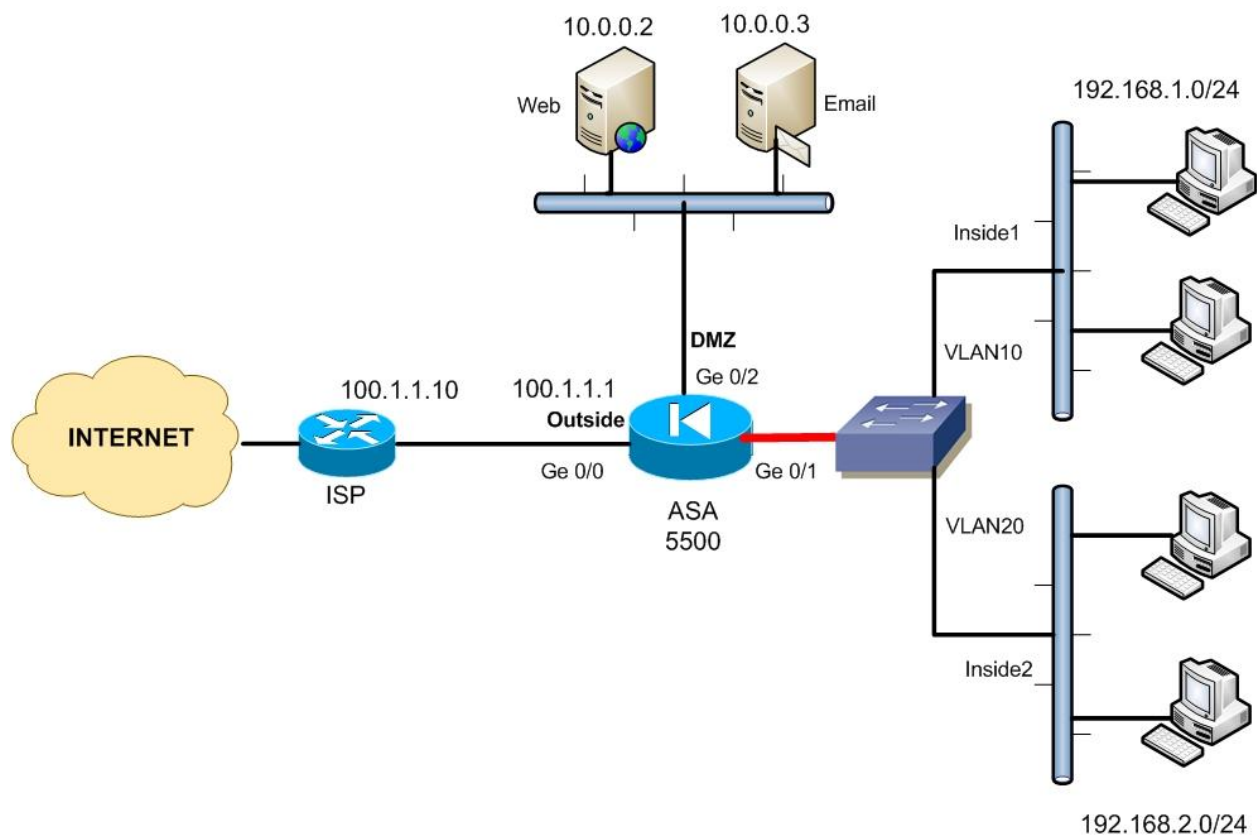 10.0.0.2
10.0.0.3
Web
Email
192.168.1.0/24
Inside1
DMZ
VLAN10
Ge 0/2
100.1.1.10
100.1.1.1
Outside
INTERNET
Ge 0/0
Ge 0/1
ISP
ASA
5500
VLAN20
Inside2
192.168.2.0/24